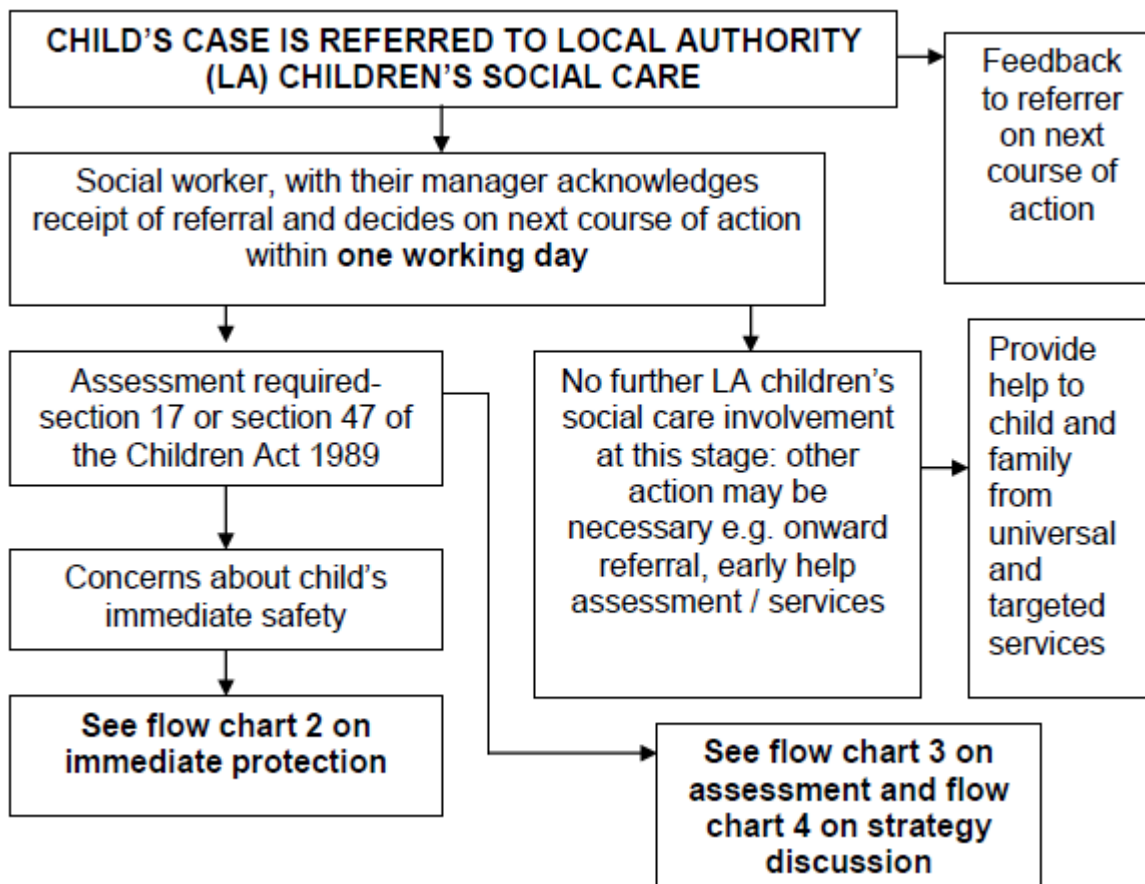 CHILD'S CASE IS REFERRED TO LOCAL AUTHORITY
(LA) CHILDREN'S SOCIAL CARE
Feedback
to referrer
on next
course of
action
Social worker, with their manager acknowledges
receipt of referral and decides on next course of action
within one working day
Assessment required-
section 17 or section 47 of
the Children Act 1989
No further LA children's
social care involvement
at this stage: other
action may be
necessary e.g. onward
referral, early help
assessment / services
Provide
help to
child and
family
from
universal
and
targeted
services
Concerns about child's
immediate safety
See flow chart 2 on
immediate protection
See flow chart 3 on
assessment and flow
chart 4 on strategy
discussion